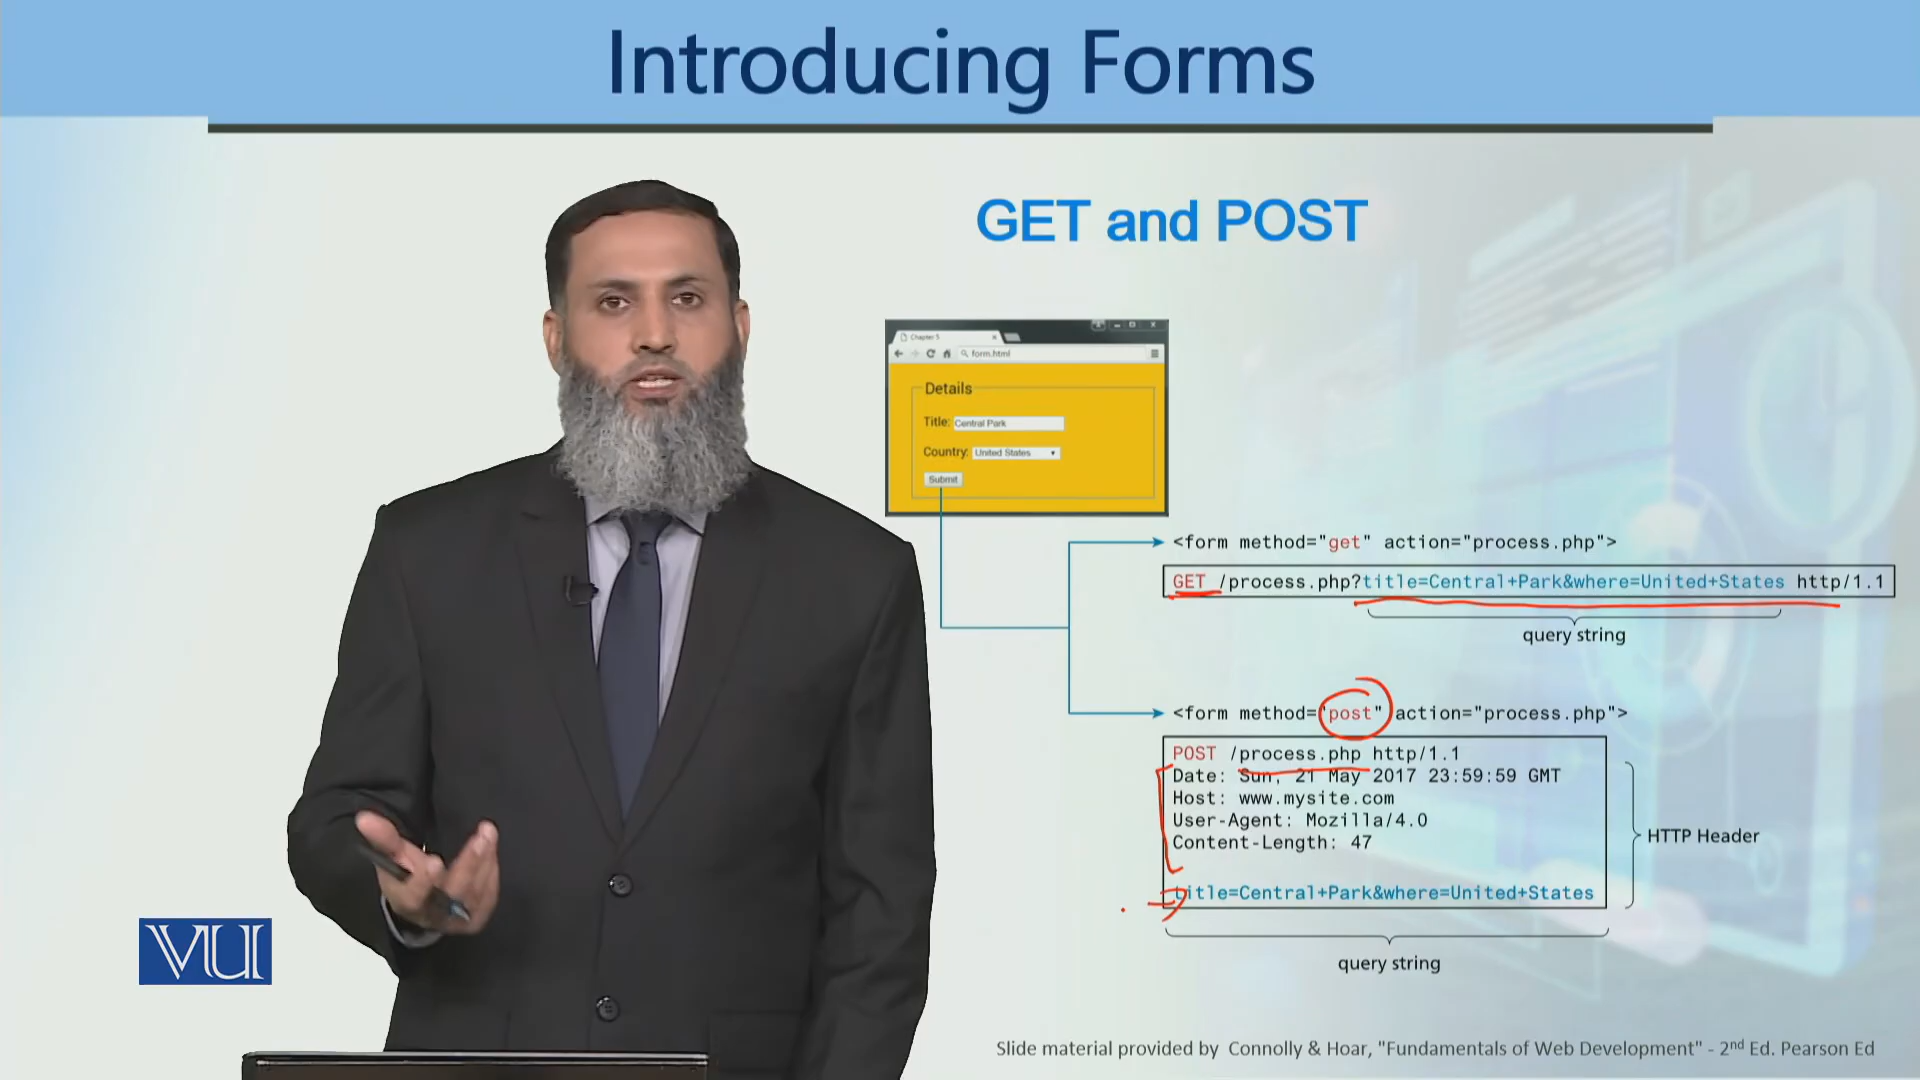 Introducing Forms
GET and POST
Chapter 5
form.html
Details
Title: Central Park
Country: United States
Submit
<form method="get" action="process.php">
GET /process.php?title=Central+Park&where=United+States http/1.1
query string
<form method="post" action="process.php">
POST /process.php http/1.1
Date: Sun, 21 May 2017 23:59:59 GMT
Host: www.mysite.com
User-Agent: Mozilla/4.0
Content-Length: 47
HTTP Header
title=Central+Park&where=United+States
query string
VU
Slide material provided by Connolly & Hoar, "Fundamentals of Web Development" - 2nd Ed. Pearson Ed